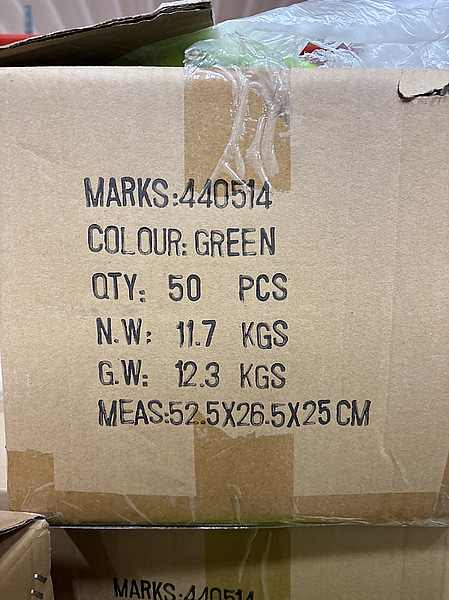 MARKS:440514
COLOUR: GREEN
QTY: 50 PCS
N.W: 11.7 KGS
G.W: 12.3 KGS
MEAS:52.5X26.5X25 CM
MARKS:440514